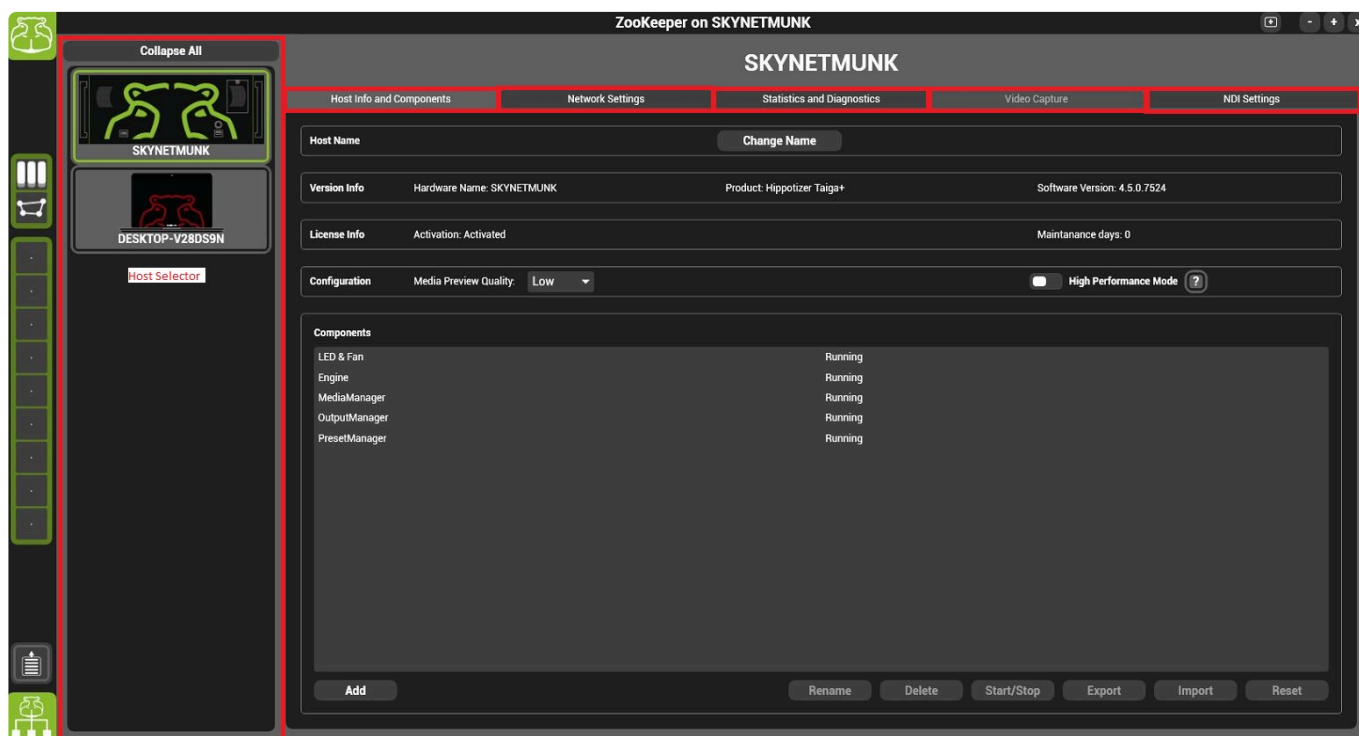 ZooKeeper on SKYNETMUNK
Collapse All
SKYNETMUNK
DESKTOP-V28DS9N
Host Selector
SKYNETMUNK
Host Info and Components Network Settings Statistics and Diagnostics Video Capture NDI Settings
Host Name Change Name
Version Info Hardware Name: SKYNETMUNK Product: Hippotizer Taiga+ Software Version: 4.5.0.7524
License Info Activation: Activated Maintanance days: 0
Configuration Media Preview Quality: Low High Performance Mode ?
Components
LED & Fan Running
Engine Running
MediaManager Running
OutputManager Running
PresetManager Running
Add Rename Delete Start/Stop Export Import Reset